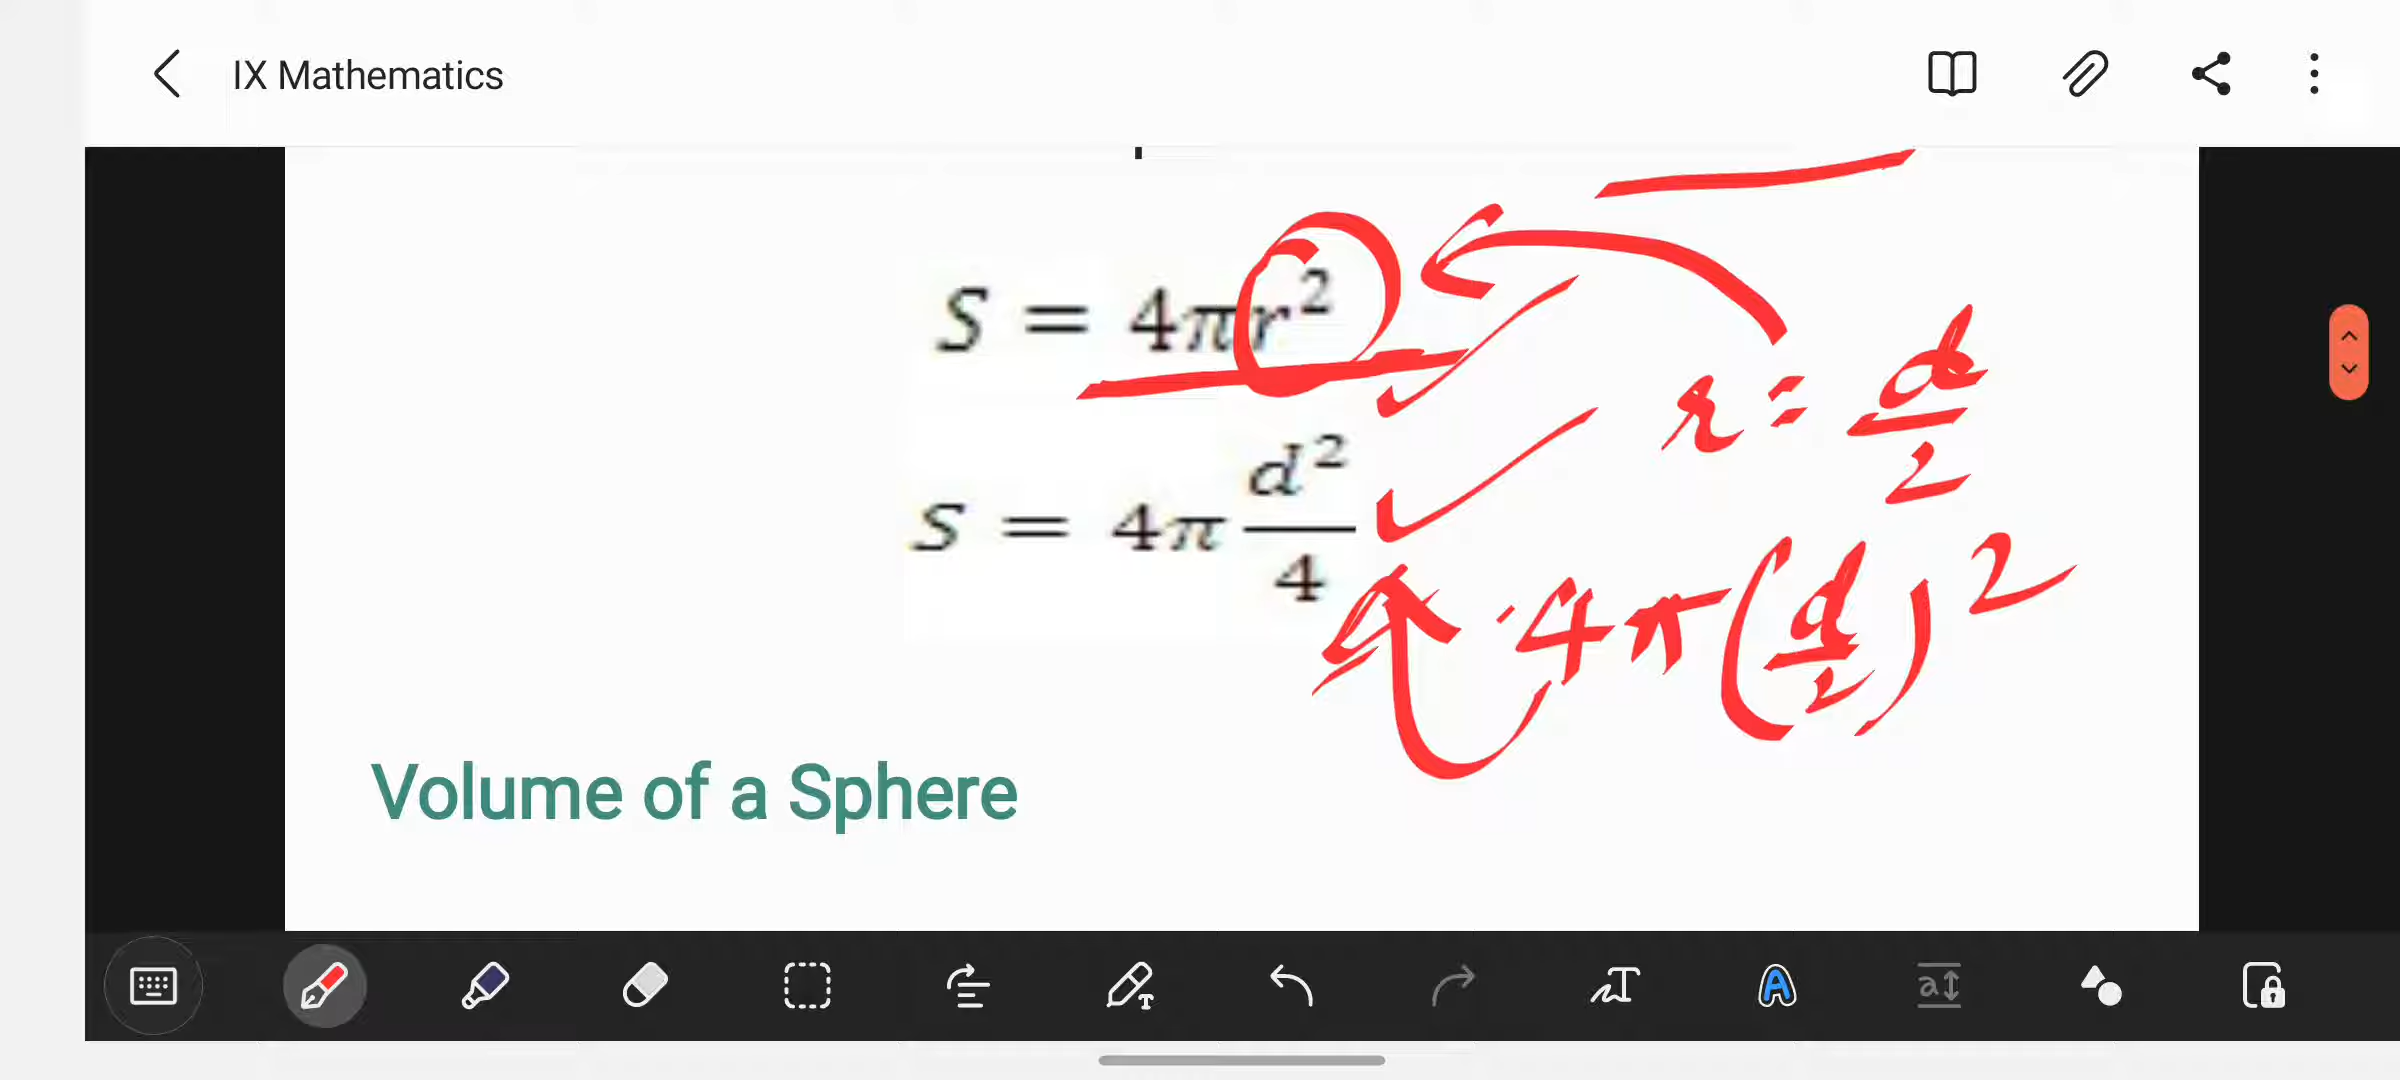 IX Mathematics
S = 4πr²
r = d/2
S = 4π d²/4
4π(d/2)²
Volume of a Sphere